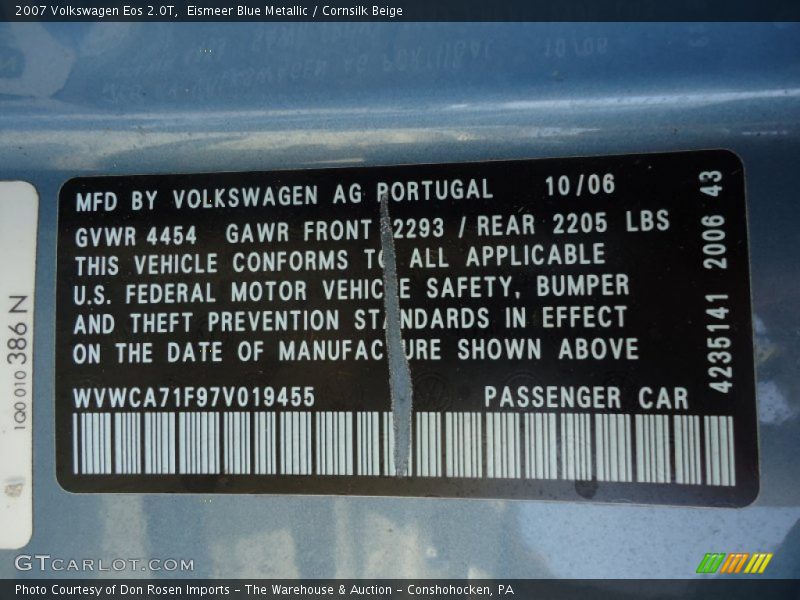 2007 Volkswagen Eos 2.0T, Eismeer Blue Metallic / Cornsilk Beige
MFD BY VOLKSWAGEN AG PORTUGAL 10/06
GVWR 4454 GAWR FRONT 2293 / REAR 2205 LBS
THIS VEHICLE CONFORMS TO ALL APPLICABLE
U.S. FEDERAL MOTOR VEHICLE SAFETY, BUMPER
AND THEFT PREVENTION STANDARDS IN EFFECT
ON THE DATE OF MANUFACTURE SHOWN ABOVE
WVWCA71F97V019455 PASSENGER CAR
4235141 2006 43
1Q0 010 386 N
GTCARLOT.COM
Photo Courtesy of Don Rosen Imports – The Warehouse & Auction – Conshohocken, PA